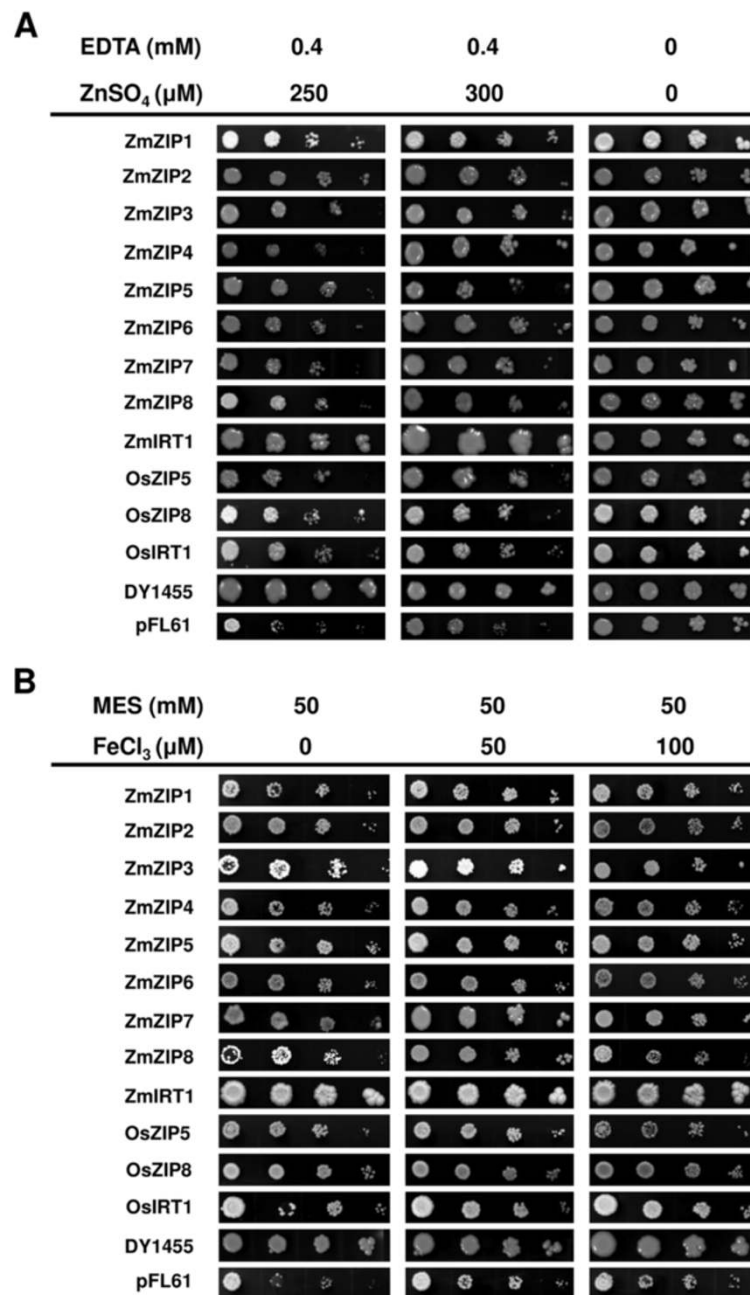 A
EDTA (mM) 0.4 0.4 0
ZnSO₄ (µM) 250 300 0
ZmZIP1
ZmZIP2
ZmZIP3
ZmZIP4
ZmZIP5
ZmZIP6
ZmZIP7
ZmZIP8
ZmIRT1
OsZIP5
OsZIP8
OsIRT1
DY1455
pFL61
B
MES (mM) 50 50 50
FeCl₃ (µM) 0 50 100
ZmZIP1
ZmZIP2
ZmZIP3
ZmZIP4
ZmZIP5
ZmZIP6
ZmZIP7
ZmZIP8
ZmIRT1
OsZIP5
OsZIP8
OsIRT1
DY1455
pFL61